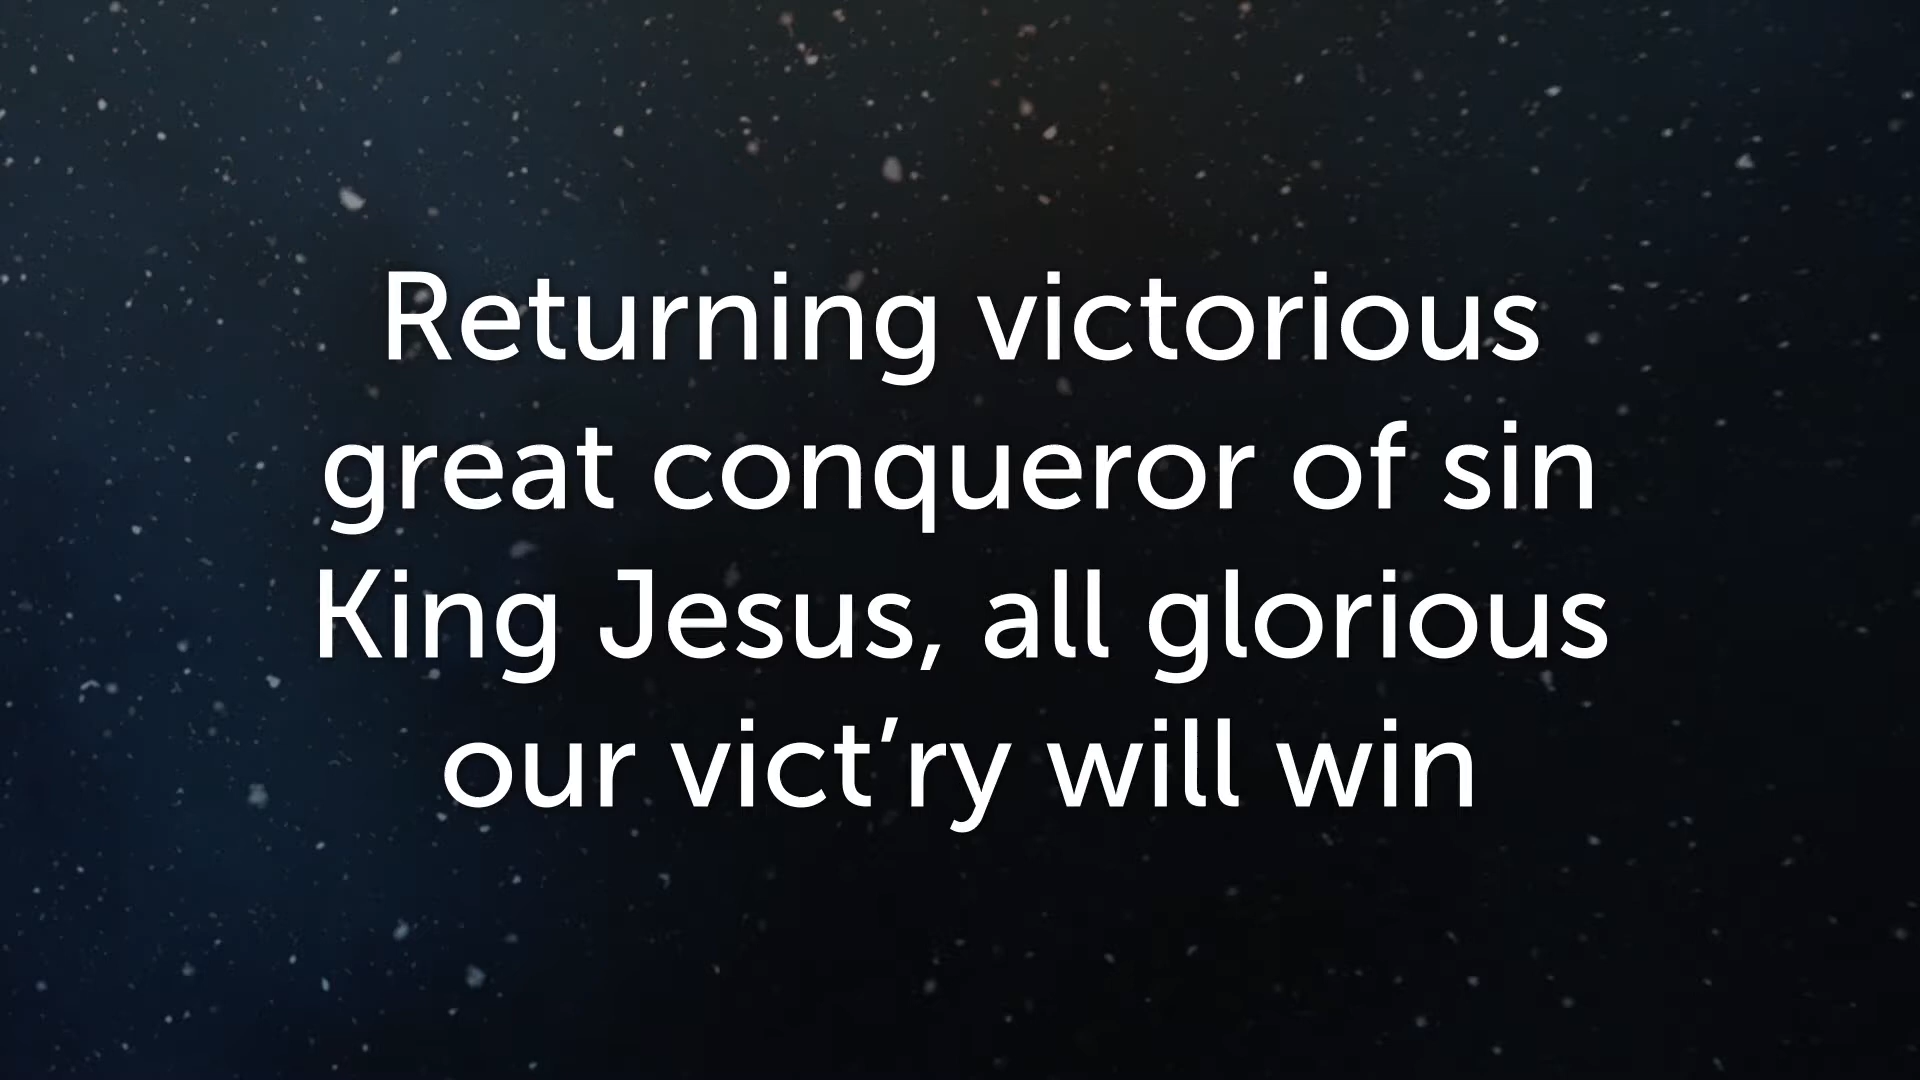 Returning victorious
great conqueror of sin
King Jesus, all glorious
our vict’ry will win